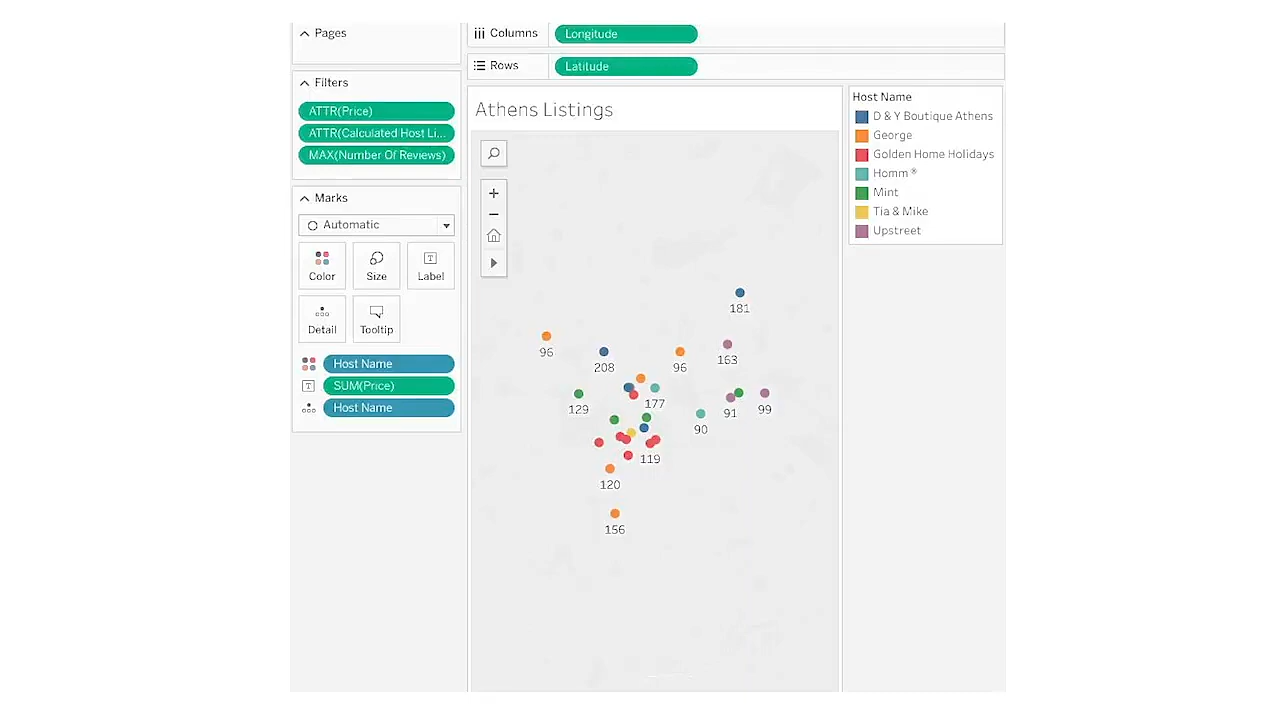 Pages
Filters
ATTR(Price)
ATTR(Calculated Host Li...
MAX(Number Of Reviews)
Marks
Automatic
Color Size Label
Detail Tooltip
Host Name
SUM(Price)
Host Name
Columns Longitude
Rows Latitude
Athens Listings
181
96
163
208
96
177
129
91
99
90
119
120
156
Host Name
D & Y Boutique Athens
George
Golden Home Holidays
Homm ®
Mint
Tia & Mike
Upstreet